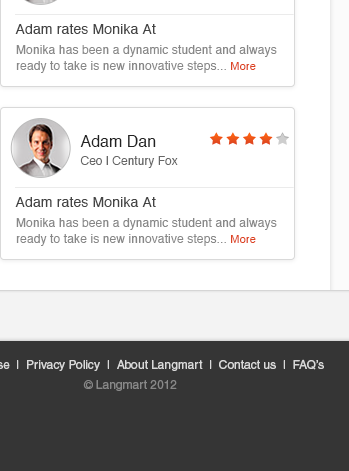 Adam rates Monika At
Monika has been a dynamic student and always
ready to take is new innovative steps... More
Adam Dan
Ceo I Century Fox
Adam rates Monika At
Monika has been a dynamic student and always
ready to take is new innovative steps... More
Privacy Policy I About Langmart I Contact us I FAQ's
© Langmart 2012